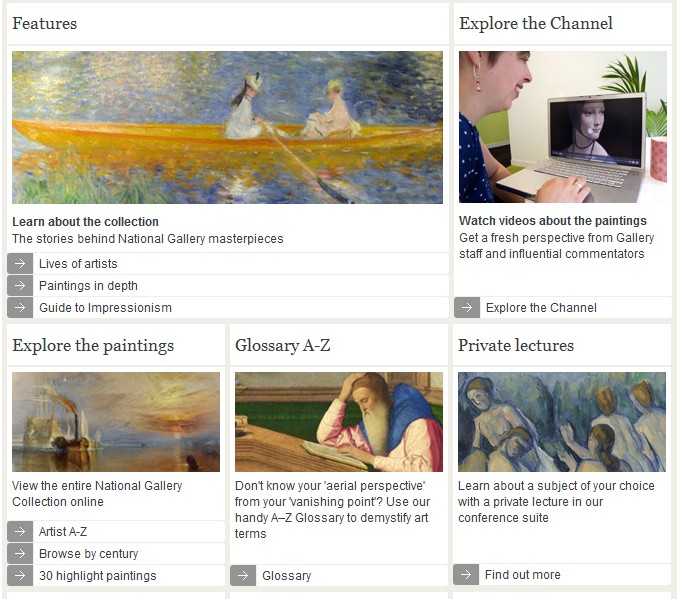 Features
Learn about the collection
The stories behind National Gallery masterpieces
Lives of artists
Paintings in depth
Guide to Impressionism
Explore the Channel
Watch videos about the paintings
Get a fresh perspective from Gallery
staff and influential commentators
Explore the Channel
Explore the paintings
View the entire National Gallery
Collection online
Artist A-Z
Browse by century
30 highlight paintings
Glossary A-Z
Don't know your 'aerial perspective'
from your 'vanishing point'? Use our
handy A–Z Glossary to demystify art
terms
Glossary
Private lectures
Learn about a subject of your choice
with a private lecture in our
conference suite
Find out more